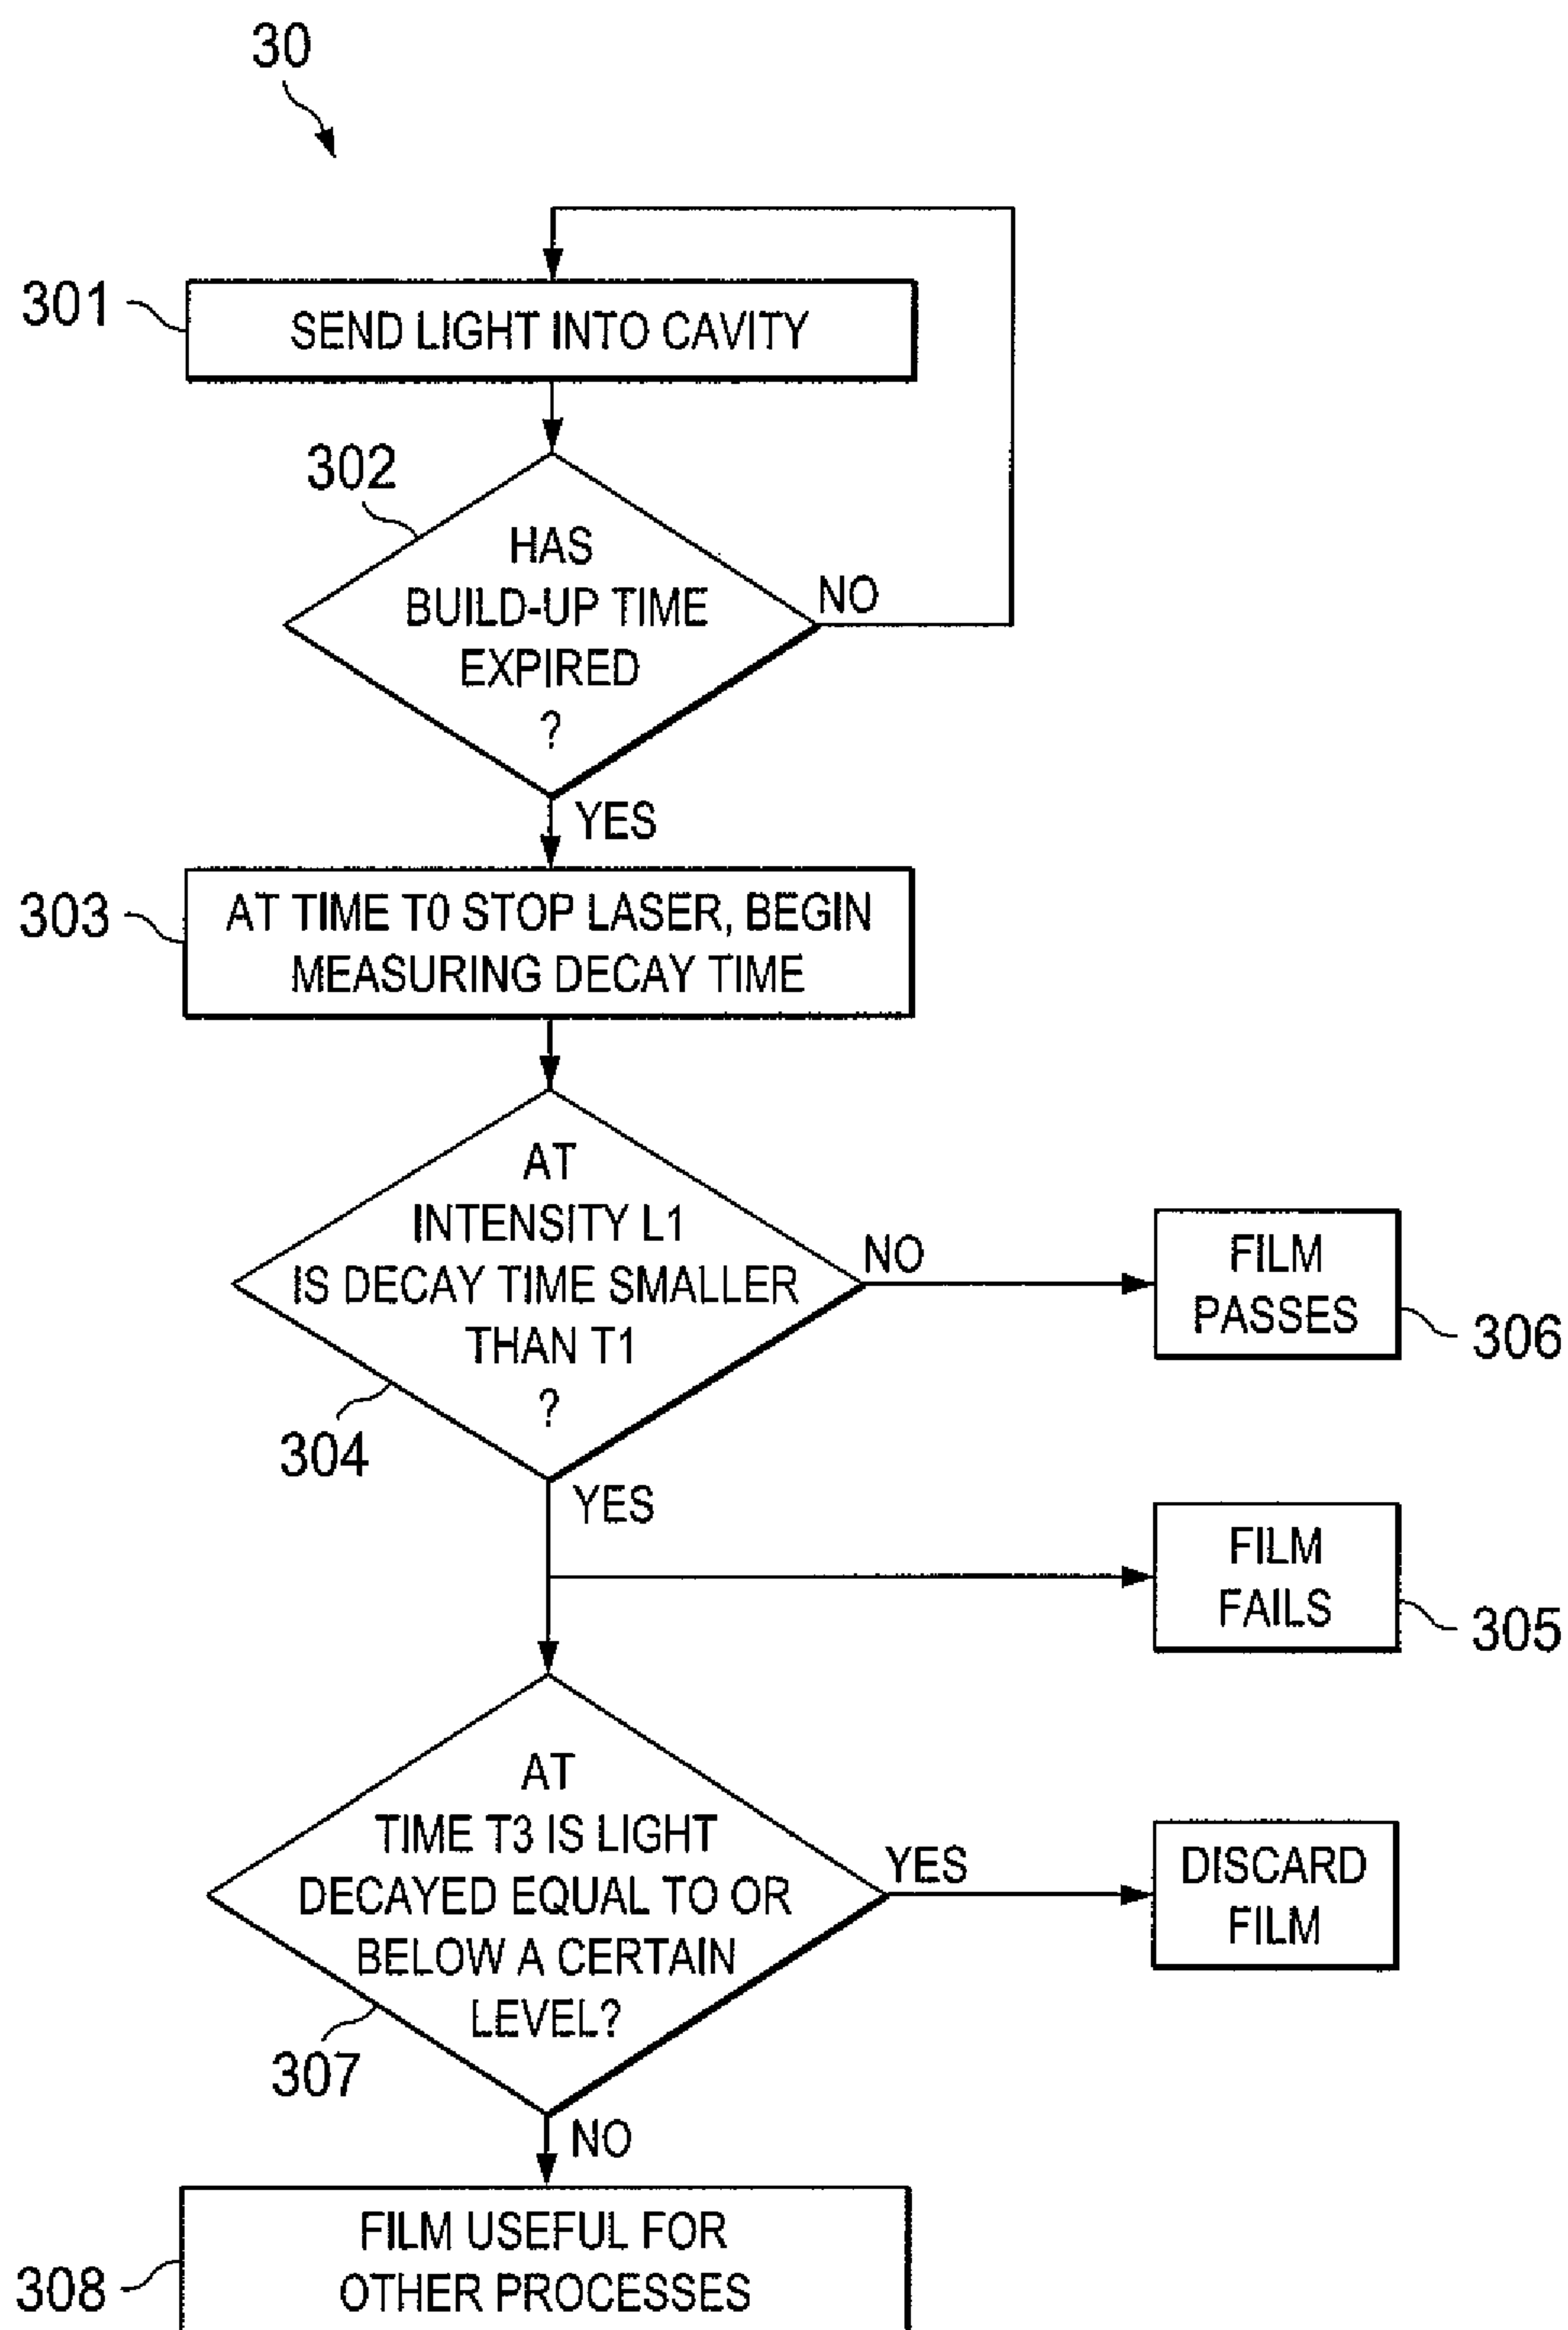 30
301
SEND LIGHT INTO CAVITY
302
HAS
BUILD-UP TIME
EXPIRED
?
NO
YES
303
AT TIME T0 STOP LASER, BEGIN
MEASURING DECAY TIME
AT
INTENSITY L1
IS DECAY TIME SMALLER
THAN T1
?
NO
304
YES
FILM
PASSES
306
FILM
FAILS
305
AT
TIME T3 IS LIGHT
DECAYED EQUAL TO OR
BELOW A CERTAIN
LEVEL?
YES
307
NO
DISCARD
FILM
308
FILM USEFUL FOR
OTHER PROCESSES